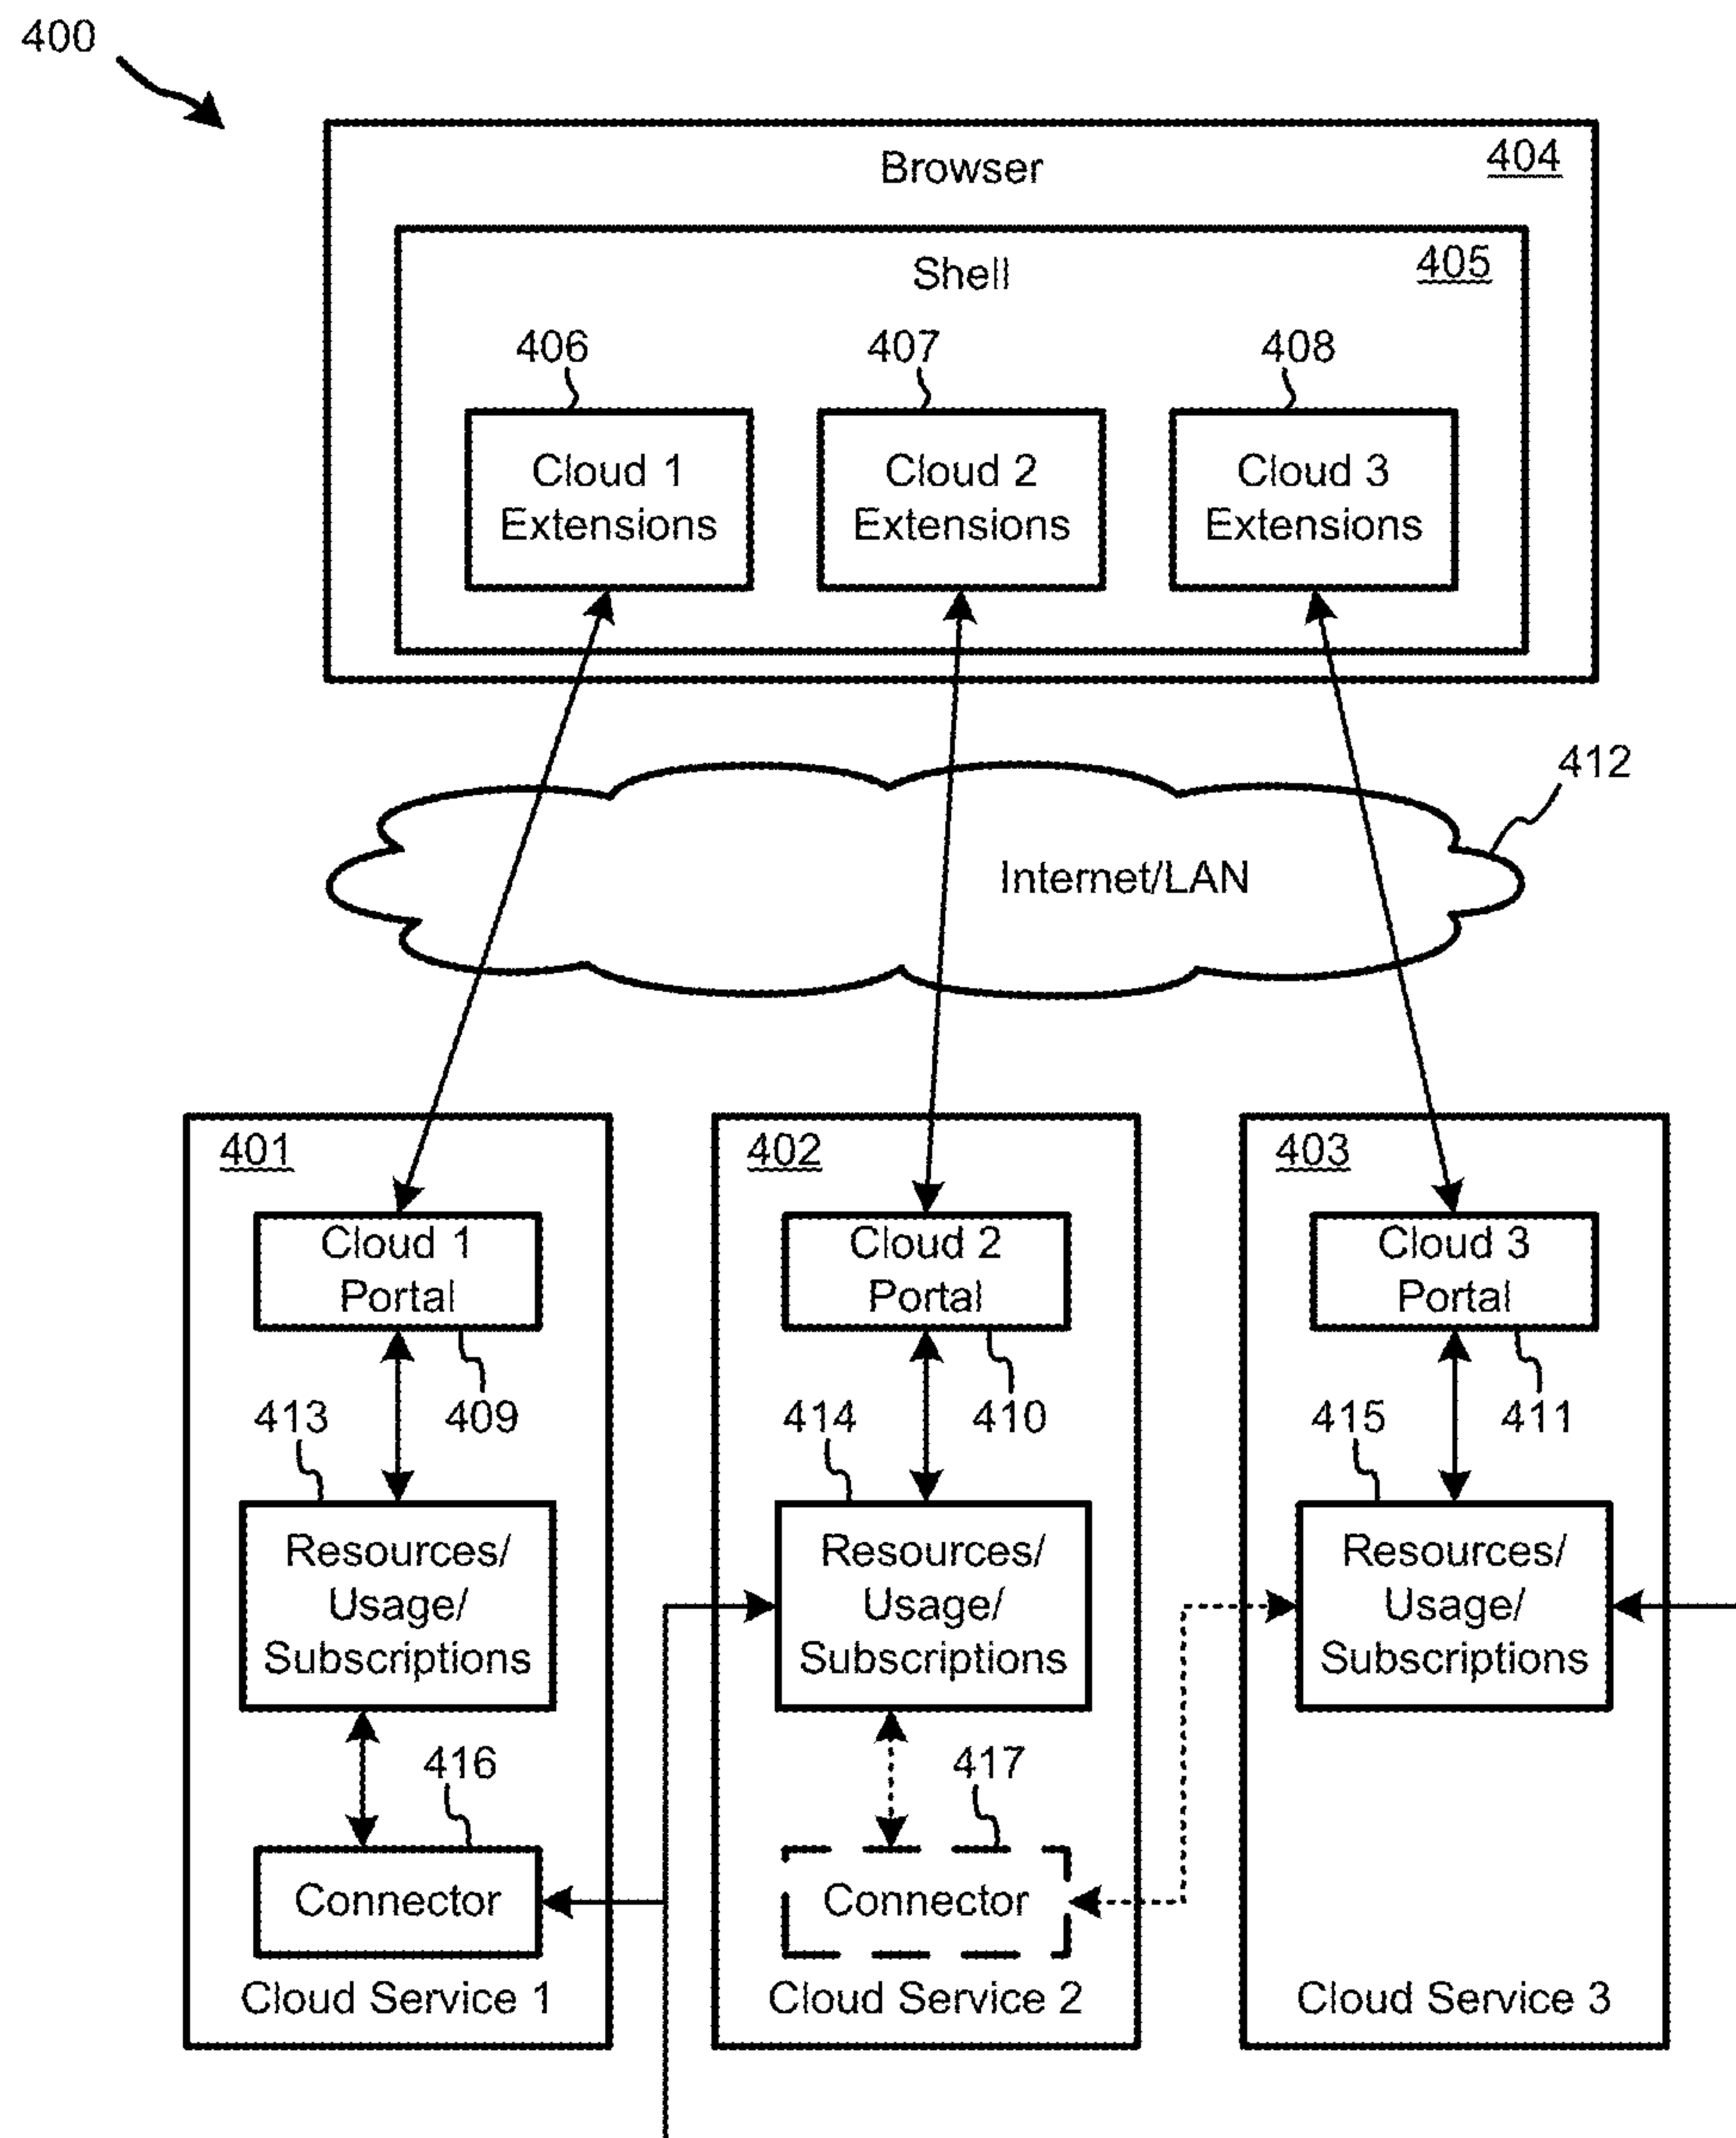 400
Browser
404
Shell
405
406
407
408
Cloud 1
Extensions
Cloud 2
Extensions
Cloud 3
Extensions
412
Internet/LAN
401
402
403
Cloud 1
Portal
Cloud 2
Portal
Cloud 3
Portal
413
409
414
410
415
411
Resources/
Usage/
Subscriptions
Resources/
Usage/
Subscriptions
Resources/
Usage/
Subscriptions
416
417
Connector
Connector
Cloud Service 1
Cloud Service 2
Cloud Service 3